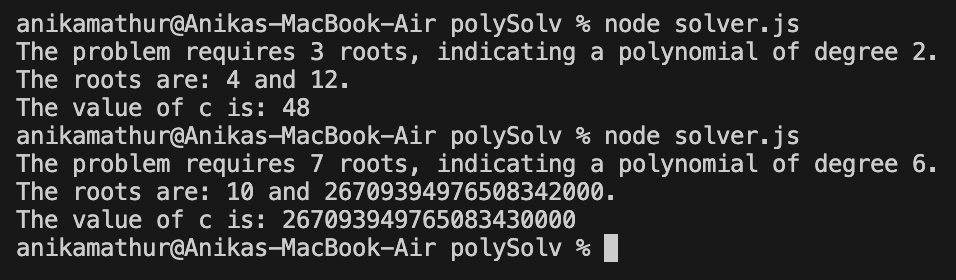 anikamathur@Anikas-MacBook-Air polySolv % node solver.js
The problem requires 3 roots, indicating a polynomial of degree 2.
The roots are: 4 and 12.
The value of c is: 48
anikamathur@Anikas-MacBook-Air polySolv % node solver.js
The problem requires 7 roots, indicating a polynomial of degree 6.
The roots are: 10 and 26709394976508342000.
The value of c is: 267093949765083430000
anikamathur@Anikas-MacBook-Air polySolv %